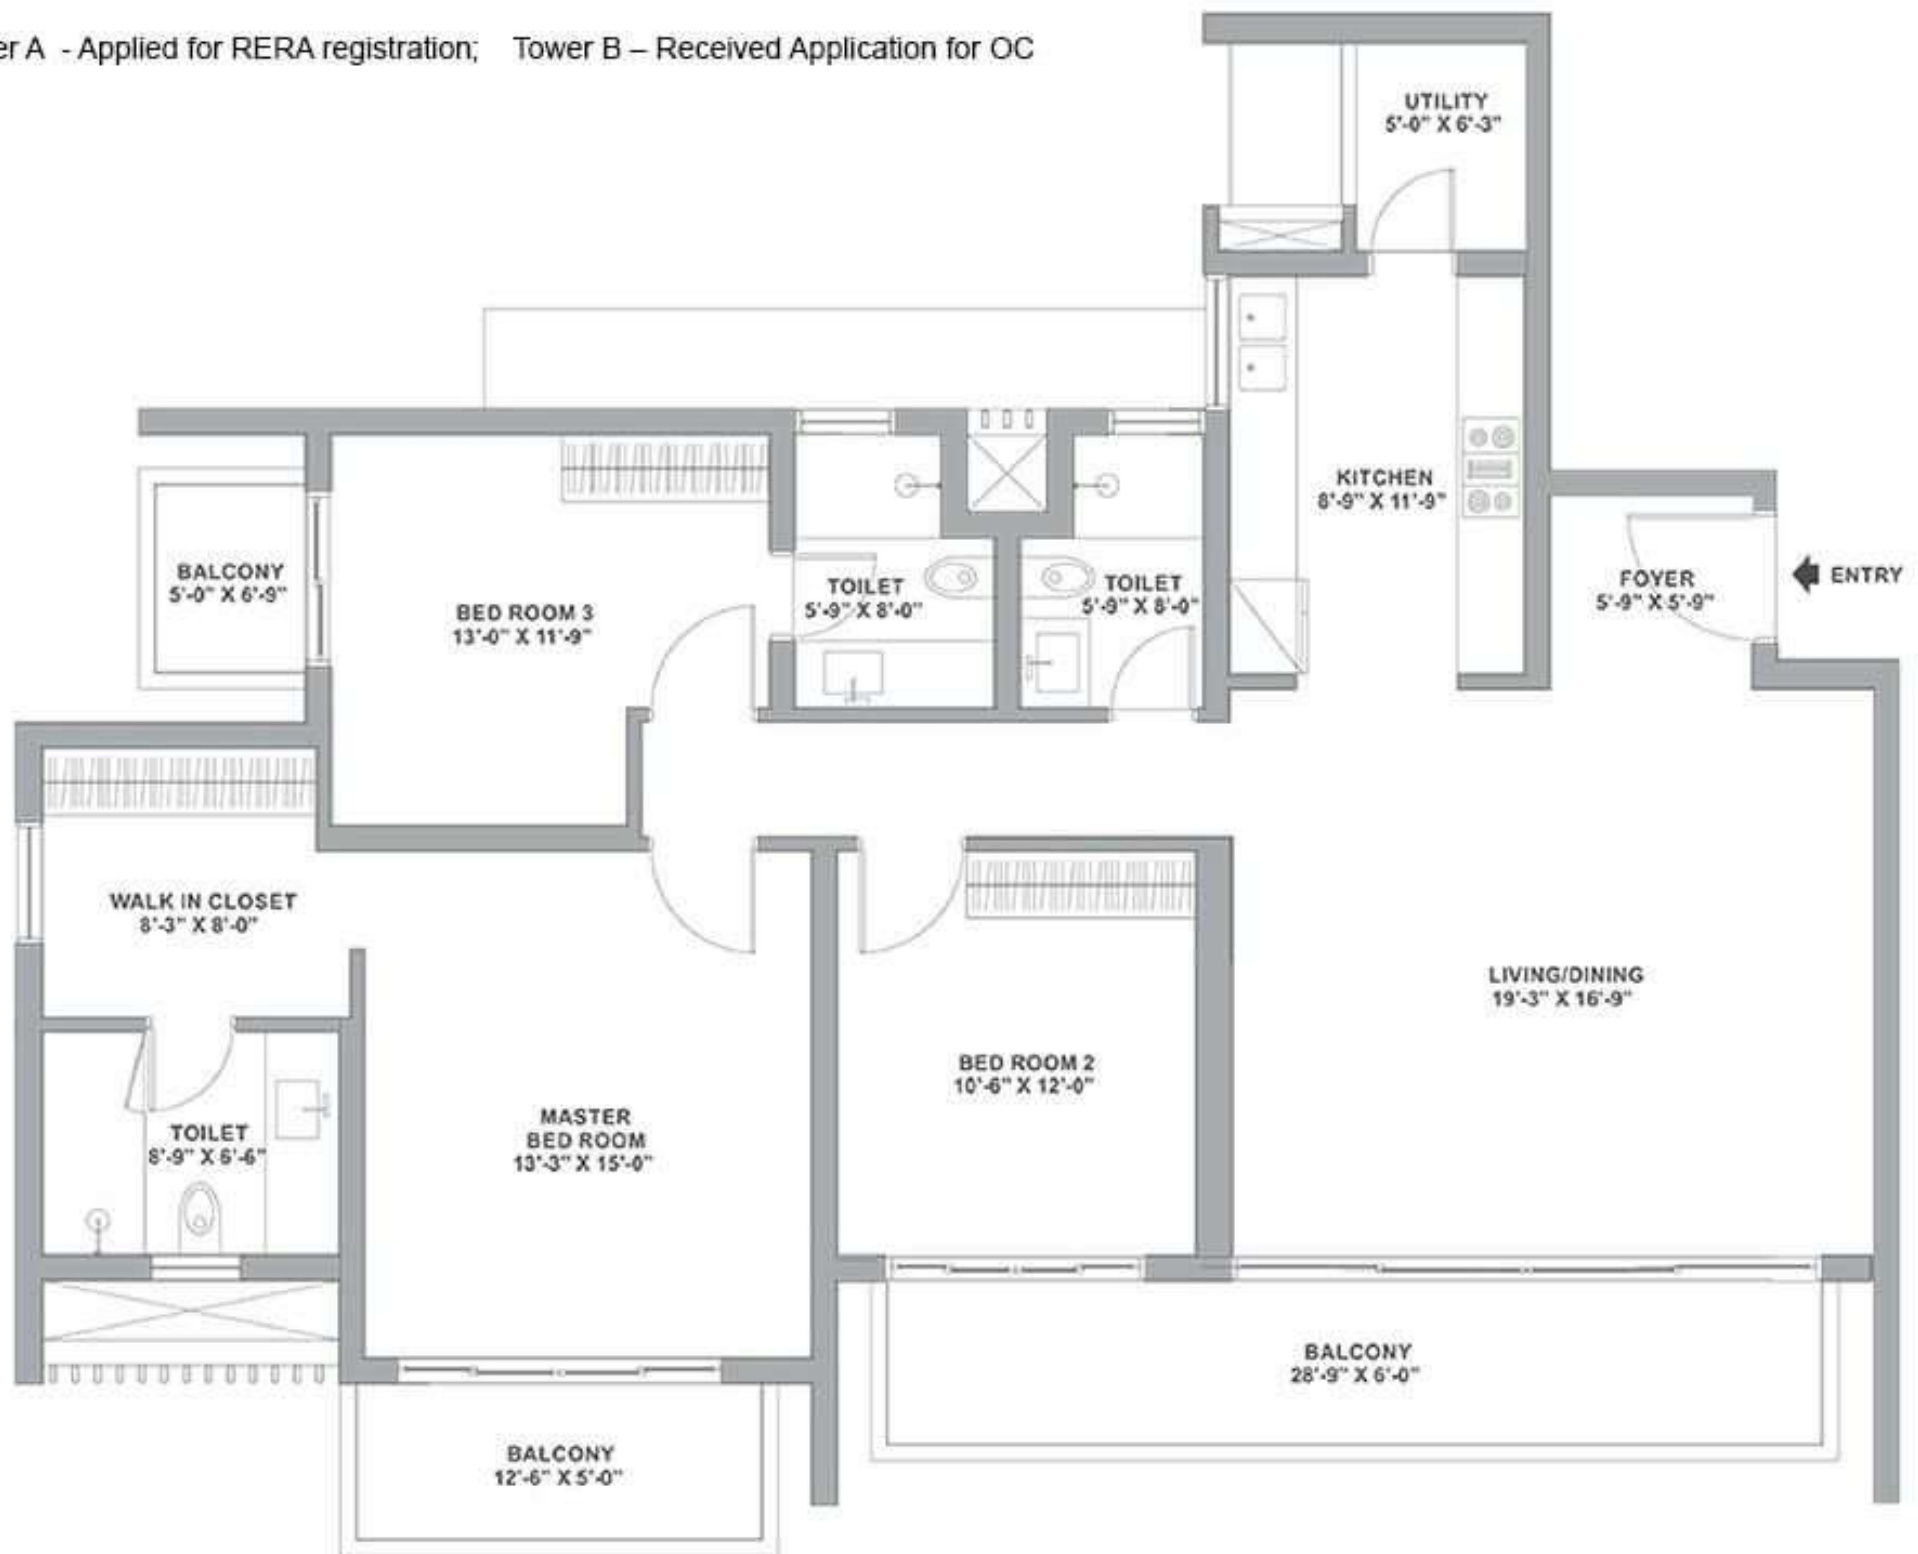 er A - Applied for RERA registration; Tower B – Received Application for OC
UTILITY
5'-0" X 6'-3"
KITCHEN
8'-9" X 11'-9"
BALCONY
5'-0" X 6'-9"
BED ROOM 3
13'-0" X 11'-9"
TOILET
5'-9" X 8'-0"
TOILET
5'-9" X 8'-0"
FOYER
5'-9" X 5'-9"
ENTRY
WALK IN CLOSET
8'-3" X 8'-0"
LIVING/DINING
19'-3" X 16'-9"
BED ROOM 2
10'-6" X 12'-0"
MASTER
BED ROOM
13'-3" X 15'-0"
TOILET
8'-9" X 6'-6"
BALCONY
28'-9" X 6'-0"
BALCONY
12'-6" X 5'-0"